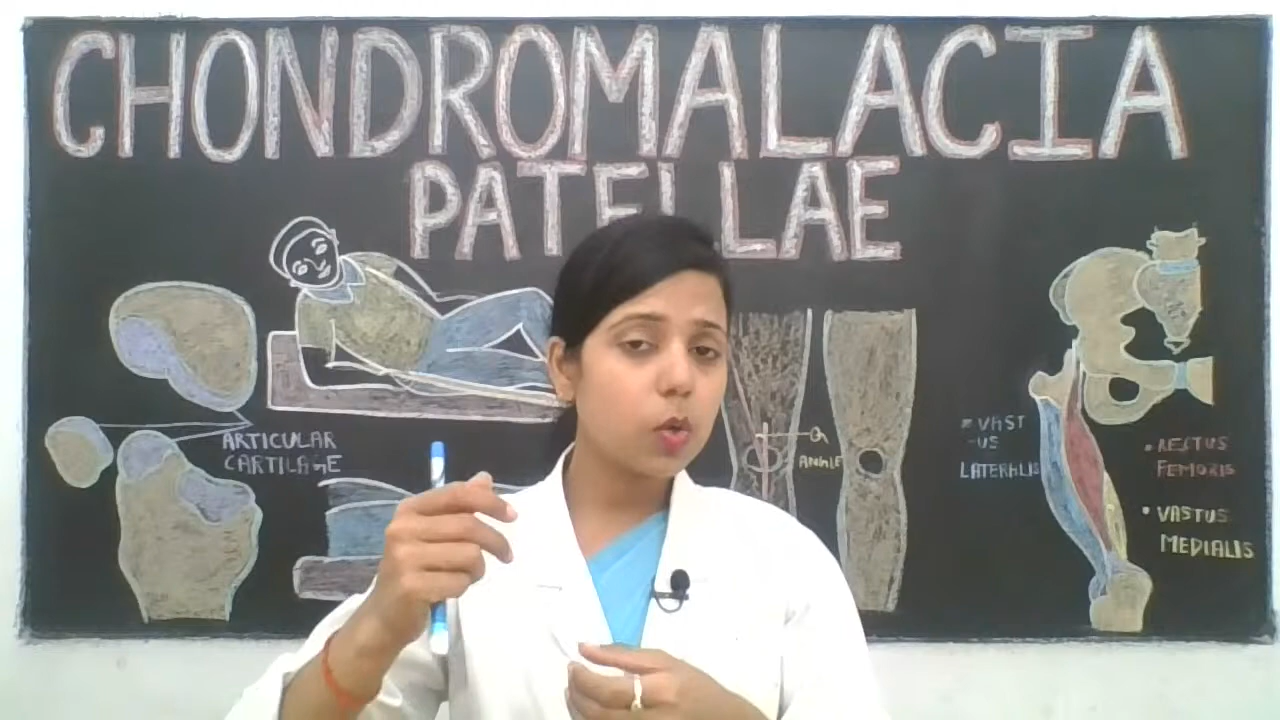 CHONDROMALACIA
PATELLAE
ARTICULAR
CARTILAGE
Q
ANGLE
VAST
-US
LATERALIS
• RECTUS
FEMORIS
• VASTUS
MEDIALIS